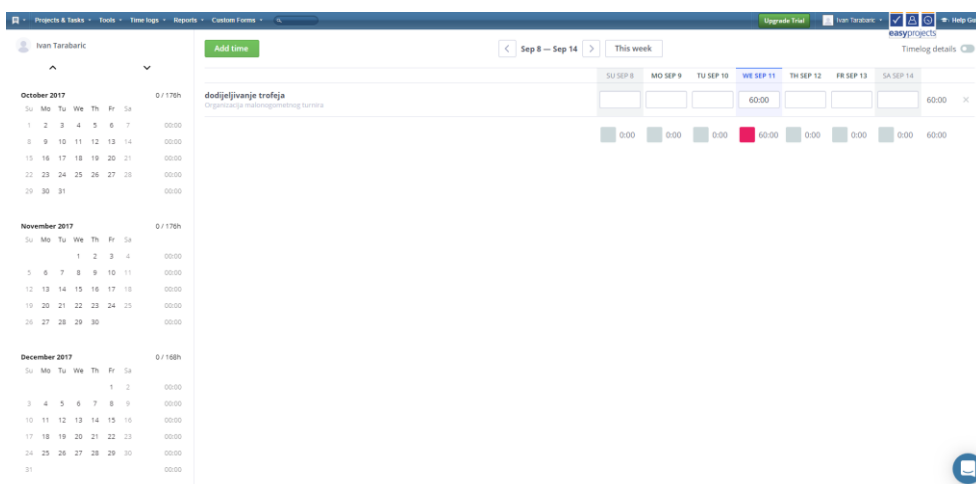 Projects & Tasks Tools Time logs Reports Custom Forms Upgrade Trial Ivan Tarabaric easyprojects Help
Ivan Tarabaric
Add time
Sep 8 — Sep 14
This week
Timelog details
SU SEP 8 MO SEP 9 TU SEP 10 WE SEP 11 TH SEP 12 FR SEP 13 SA SEP 14
dodijeljivanje trofeja
Organizacija malonogometnog turnira
60:00 60:00
0:00 0:00 0:00 60:00 0:00 0:00 0:00 60:00
October 2017 0 / 176h
Su Mo Tu We Th Fr Sa
1 2 3 4 5 6 7 00:00
8 9 10 11 12 13 14 00:00
15 16 17 18 19 20 21 00:00
22 23 24 25 26 27 28 00:00
29 30 31 00:00
November 2017 0 / 176h
Su Mo Tu We Th Fr Sa
1 2 3 4 00:00
5 6 7 8 9 10 11 00:00
12 13 14 15 16 17 18 00:00
19 20 21 22 23 24 25 00:00
26 27 28 29 30 00:00
December 2017 0 / 168h
Su Mo Tu We Th Fr Sa
1 2 00:00
3 4 5 6 7 8 9 00:00
10 11 12 13 14 15 16 00:00
17 18 19 20 21 22 23 00:00
24 25 26 27 28 29 30 00:00
31 00:00